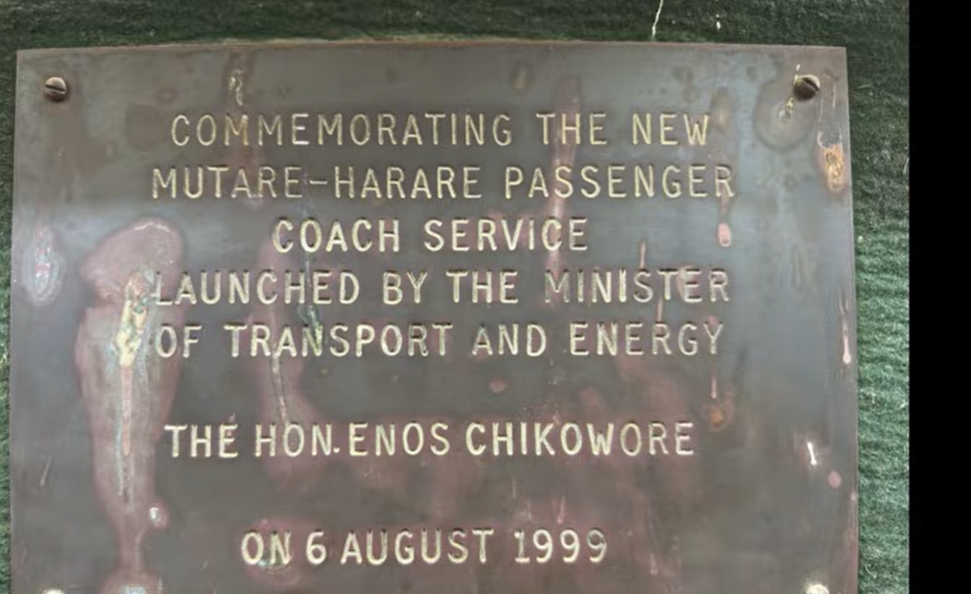 COMMEMORATING THE NEW
MUTARE-HARARE PASSENGER
COACH SERVICE
LAUNCHED BY THE MINISTER
OF TRANSPORT AND ENERGY
THE HON.ENOS CHIKOWORE
ON 6 AUGUST 1999